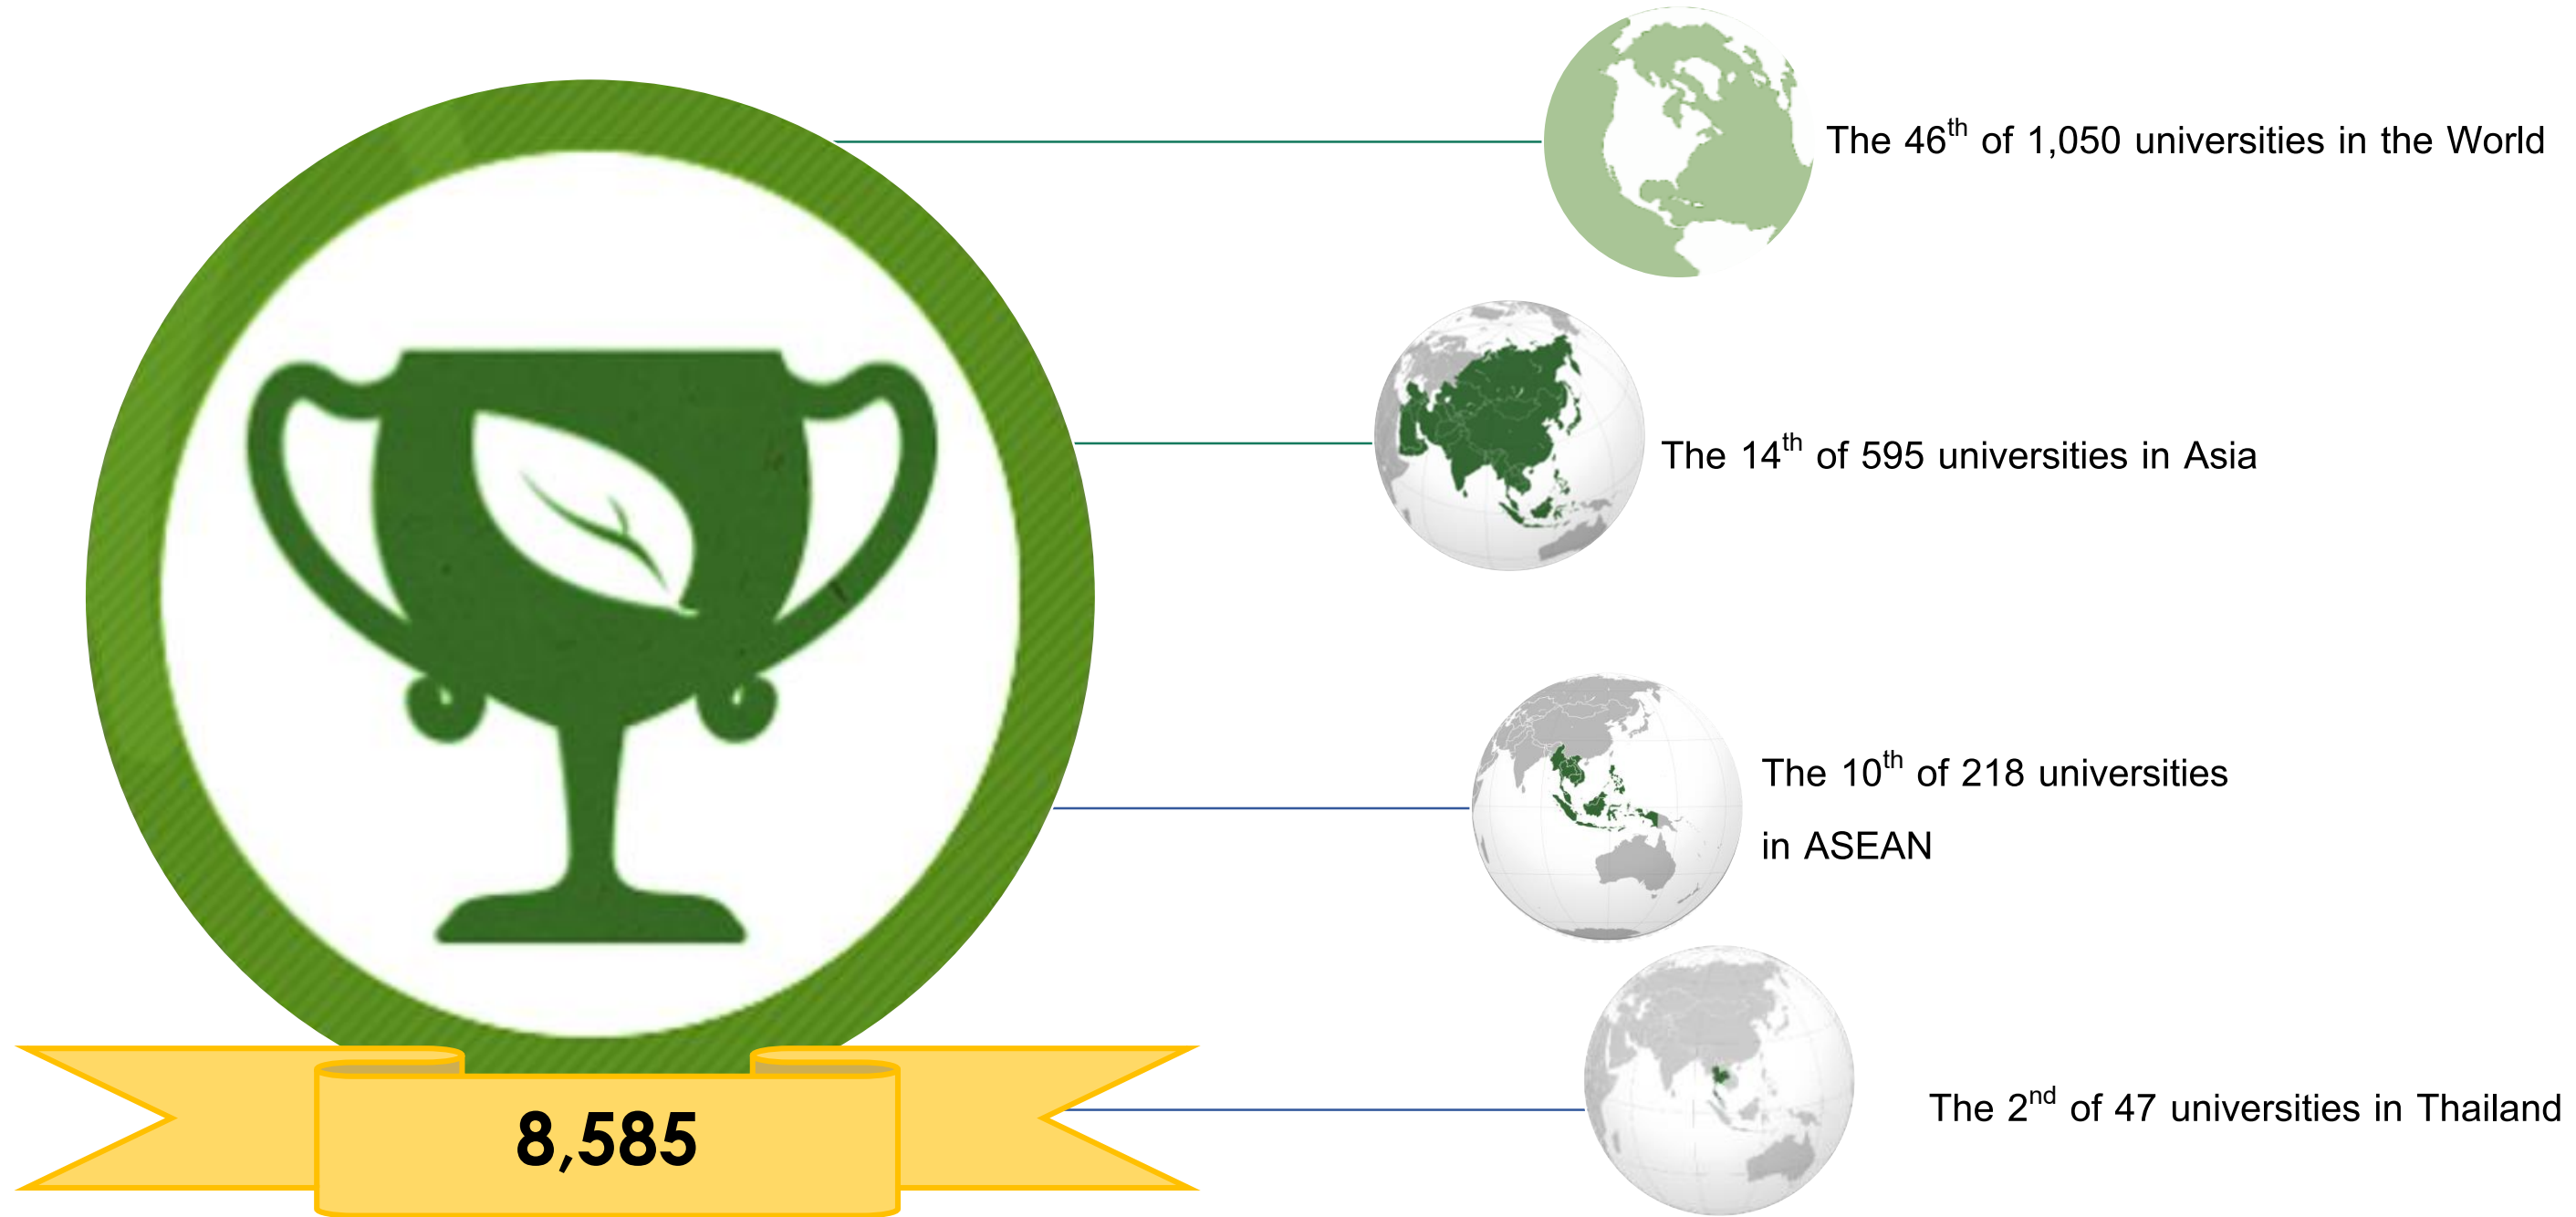 The 46th of 1,050 universities in the World
The 14th of 595 universities in Asia
The 10th of 218 universities
in ASEAN
The 2nd of 47 universities in Thailand
8,585